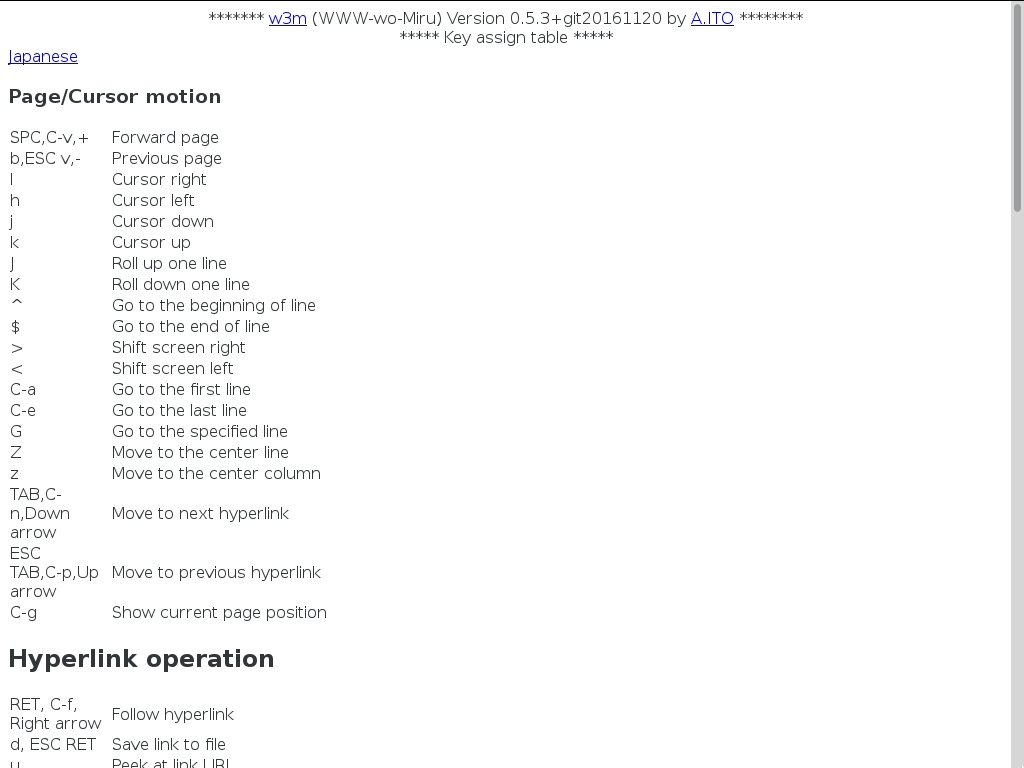 ******* w3m (WWW-wo-Miru) Version 0.5.3+git20161120 by A.ITO ********
***** Key assign table *****
Japanese
Page/Cursor motion
SPC,C-v,+ Forward page
b,ESC v,- Previous page
l Cursor right
h Cursor left
j Cursor down
k Cursor up
J Roll up one line
K Roll down one line
^ Go to the beginning of line
$ Go to the end of line
> Shift screen right
< Shift screen left
C-a Go to the first line
C-e Go to the last line
G Go to the specified line
Z Move to the center line
z Move to the center column
TAB,C-
n,Down Move to next hyperlink
arrow
ESC
TAB,C-p,Up Move to previous hyperlink
arrow
C-g Show current page position
Hyperlink operation
RET, C-f,
Right arrow Follow hyperlink
d, ESC RET Save link to file
u Peek at link URL